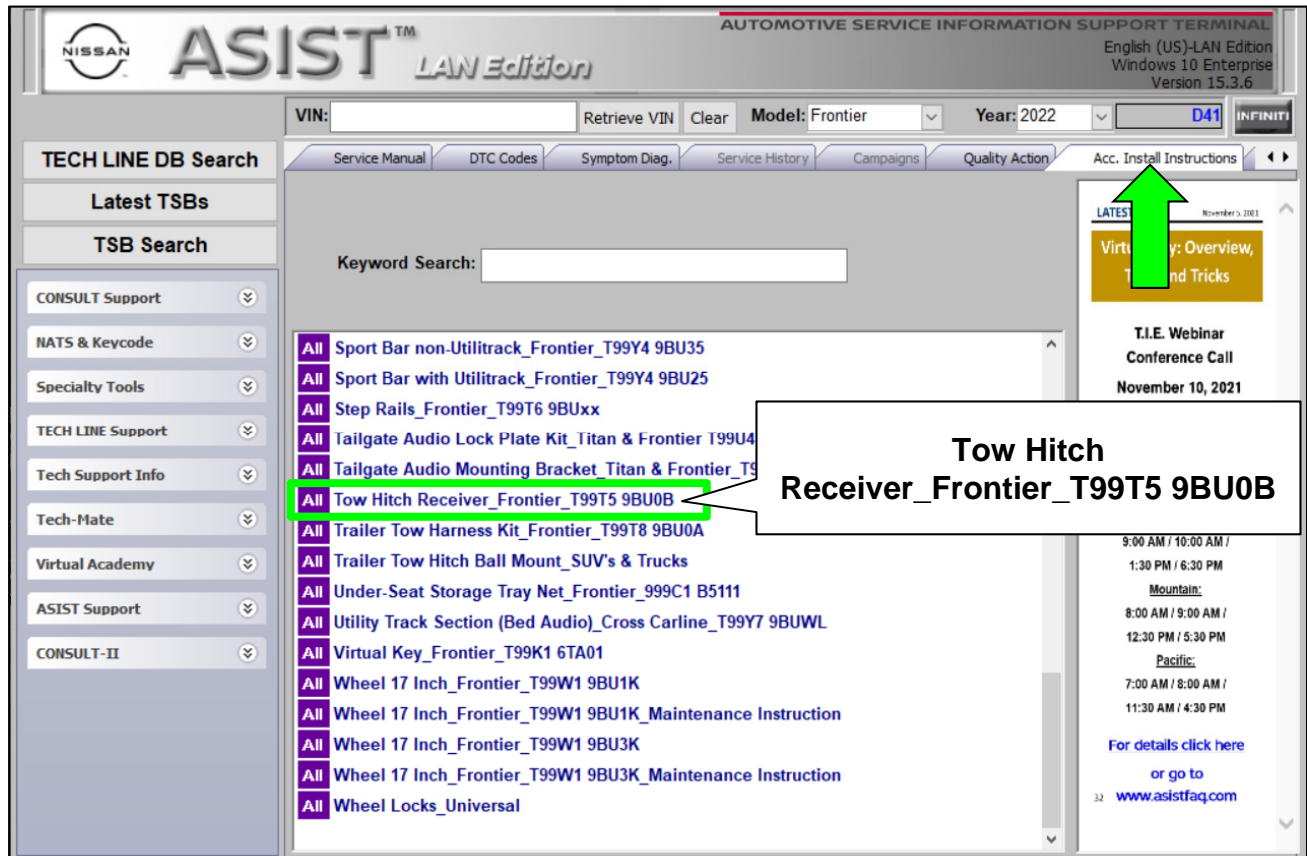 NISSAN
ASIST™
LAN Edition
AUTOMOTIVE SERVICE INFORMATION SUPPORT TERMINAL
English (US)-LAN Edition
Windows 10 Enterprise
Version 15.3.6
VIN: Retrieve VIN Clear Model: Frontier Year: 2022 D41 INFINITI
TECH LINE DB Search
Latest TSBs
TSB Search
CONSULT Support
NATS & Keycode
Specialty Tools
TECH LINE Support
Tech Support Info
Tech-Mate
Virtual Academy
ASIST Support
CONSULT-II
Service Manual DTC Codes Symptom Diag. Service History Campaigns Quality Action Acc. Install Instructions
Keyword Search:
All Sport Bar non-Utilitrack_Frontier_T99Y4 9BU35
All Sport Bar with Utilitrack_Frontier_T99Y4 9BU25
All Step Rails_Frontier_T99T6 9BUxx
All Tailgate Audio Lock Plate Kit_Titan & Frontier T99U4
All Tailgate Audio Mounting Bracket_Titan & Frontier_T9
All Tow Hitch Receiver_Frontier_T99T5 9BU0B
All Trailer Tow Harness Kit_Frontier_T99T8 9BU0A
All Trailer Tow Hitch Ball Mount_SUV's & Trucks
All Under-Seat Storage Tray Net_Frontier_999C1 B5111
All Utility Track Section (Bed Audio)_Cross Carline_T99Y7 9BUWL
All Virtual Key_Frontier_T99K1 6TA01
All Wheel 17 Inch_Frontier_T99W1 9BU1K
All Wheel 17 Inch_Frontier_T99W1 9BU1K_Maintenance Instruction
All Wheel 17 Inch_Frontier_T99W1 9BU3K
All Wheel 17 Inch_Frontier_T99W1 9BU3K_Maintenance Instruction
All Wheel Locks_Universal
Tow Hitch
Receiver_Frontier_T99T5 9BU0B
LATEST November 5, 2021
Overview,
and Tricks
T.I.E. Webinar
Conference Call
November 10, 2021
9:00 AM / 10:00 AM /
1:30 PM / 6:30 PM
Mountain:
8:00 AM / 9:00 AM /
12:30 PM / 5:30 PM
Pacific:
7:00 AM / 8:00 AM /
11:30 AM / 4:30 PM
For details click here
or go to
32 www.asistfaq.com